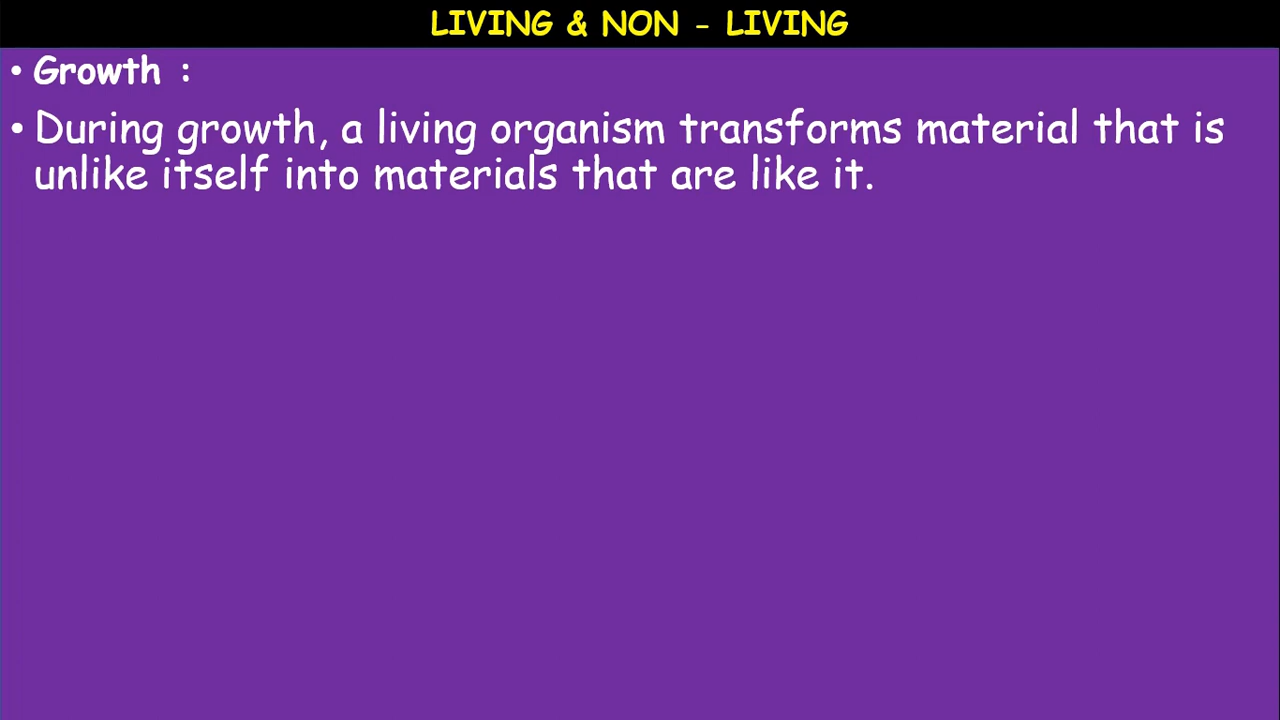 LIVING & NON - LIVING
• Growth :
• During growth, a living organism transforms material that is
unlike itself into materials that are like it.